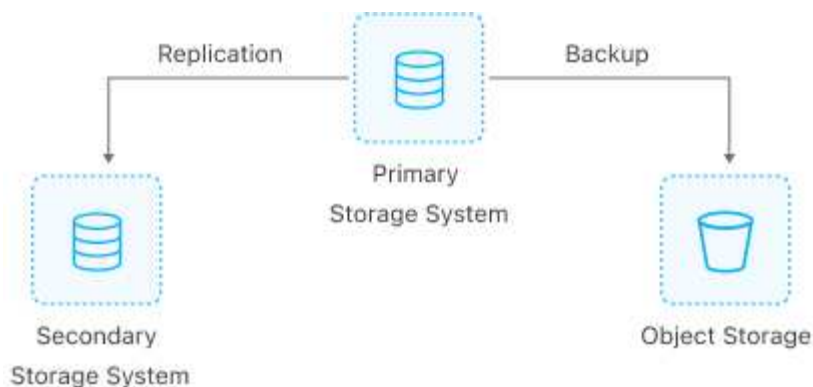 Replication
Backup
Primary
Storage System
Secondary
Storage System
Object Storage